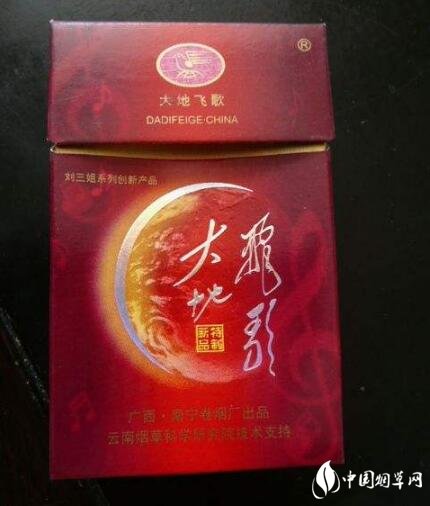 大地飞歌
DADIFEIGE·CHINA
®
刘三姐系列创新产品
大地
飛歌
特制
新品
广西·南宁卷烟厂出品
云南烟草科学研究院技术支持
中国烟草网